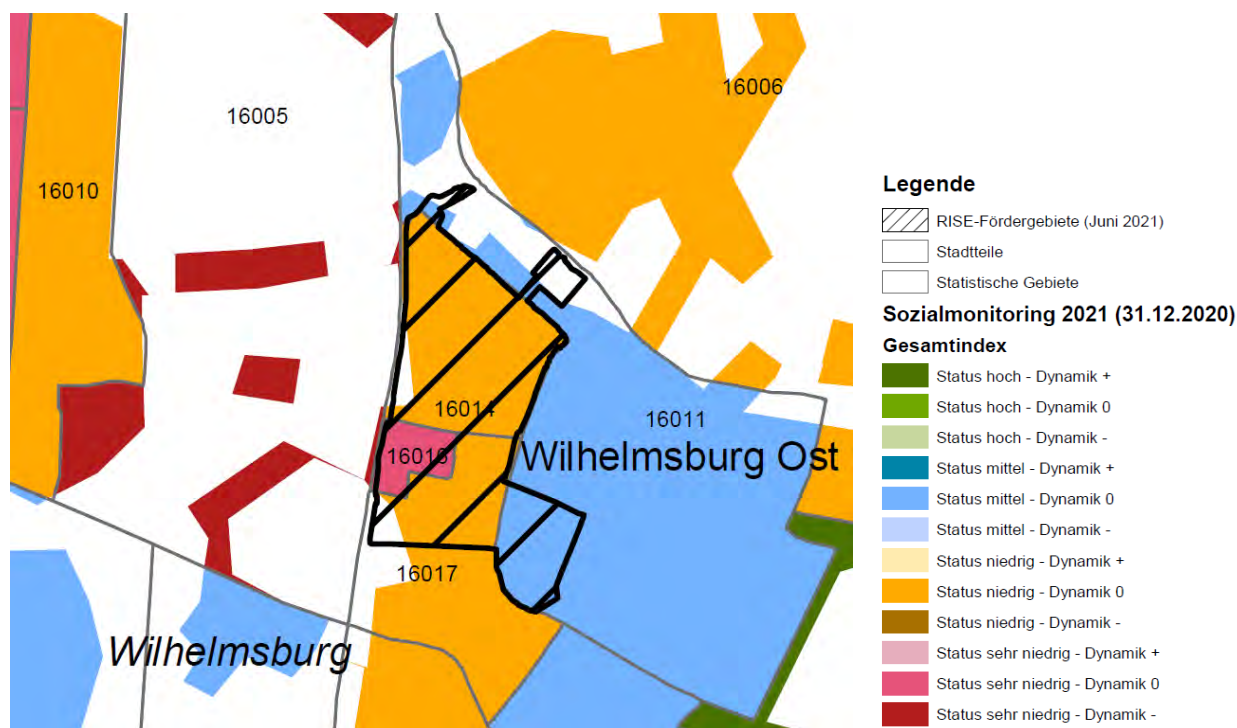 16006
16005
16010
16014
16011
Wilhelmsburg Ost
16017
Wilhelmsburg
Legende
RISE-Fördergebiete (Juni 2021)
Stadtteile
Statistische Gebiete
Sozialmonitoring 2021 (31.12.2020)
Gesamtindex
Status hoch - Dynamik +
Status hoch - Dynamik 0
Status hoch - Dynamik -
Status mittel - Dynamik +
Status mittel - Dynamik 0
Status mittel - Dynamik -
Status niedrig - Dynamik +
Status niedrig - Dynamik 0
Status niedrig - Dynamik -
Status sehr niedrig - Dynamik +
Status sehr niedrig - Dynamik 0
Status sehr niedrig - Dynamik -